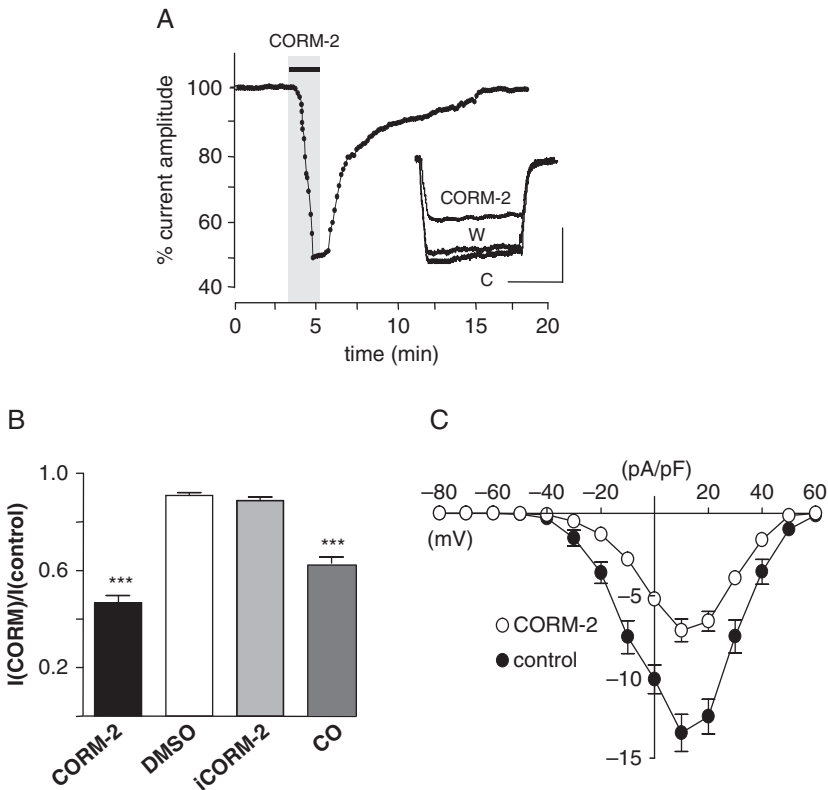 A
CORM-2
% current amplitude
100
80
60
40
CORM-2
W
C
0 5 10 15 20
time (min)
B
I(CORM)/I(control)
1.0
0.6
0.2
***
***
CORM-2 DMSO iCORM-2 CO
C
(pA/pF)
−80 −60 −40 −20 20 40 60
(mV)
−5
−10
−15
CORM-2
control